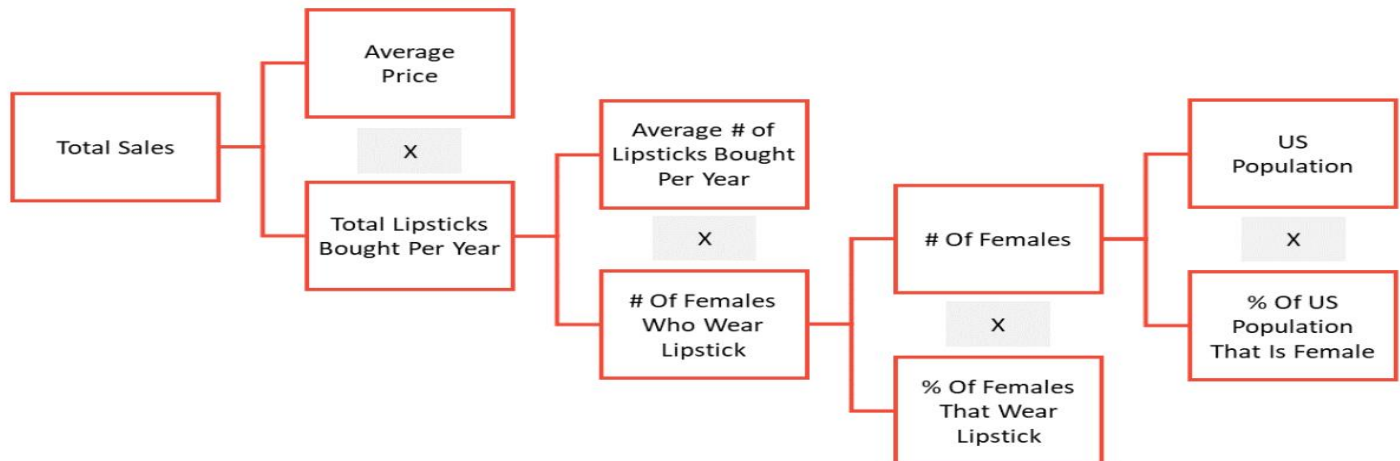 Total Sales
Average
Price
X
Total Lipsticks
Bought Per Year
Average # of
Lipsticks Bought
Per Year
X
# Of Females
Who Wear
Lipstick
# Of Females
X
% Of Females
That Wear
Lipstick
US
Population
X
% Of US
Population
That Is Female